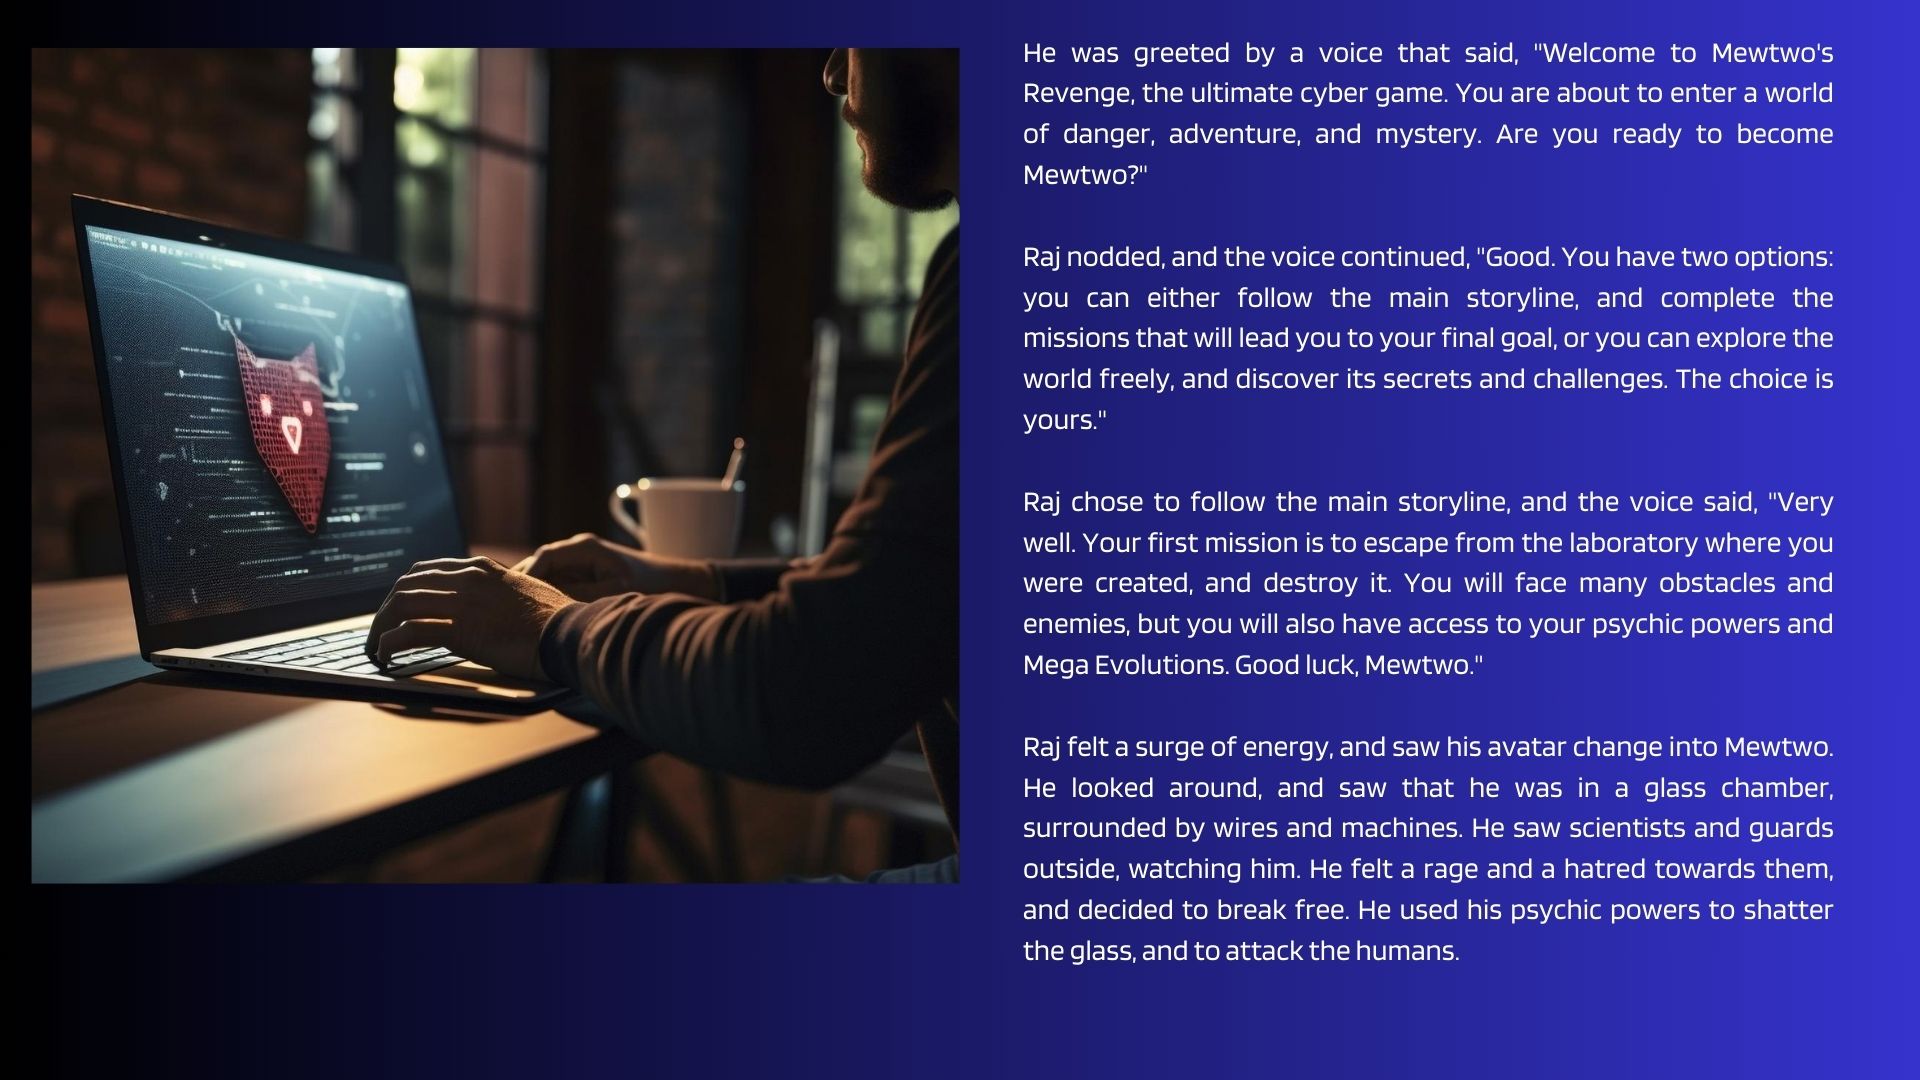 He was greeted by a voice that said, "Welcome to Mewtwo's
Revenge, the ultimate cyber game. You are about to enter a world
of danger, adventure, and mystery. Are you ready to become
Mewtwo?"
Raj nodded, and the voice continued, "Good. You have two options:
you can either follow the main storyline, and complete the
missions that will lead you to your final goal, or you can explore the
world freely, and discover its secrets and challenges. The choice is
yours."
Raj chose to follow the main storyline, and the voice said, "Very
well. Your first mission is to escape from the laboratory where you
were created, and destroy it. You will face many obstacles and
enemies, but you will also have access to your psychic powers and
Mega Evolutions. Good luck, Mewtwo."
Raj felt a surge of energy, and saw his avatar change into Mewtwo.
He looked around, and saw that he was in a glass chamber,
surrounded by wires and machines. He saw scientists and guards
outside, watching him. He felt a rage and a hatred towards them,
and decided to break free. He used his psychic powers to shatter
the glass, and to attack the humans.